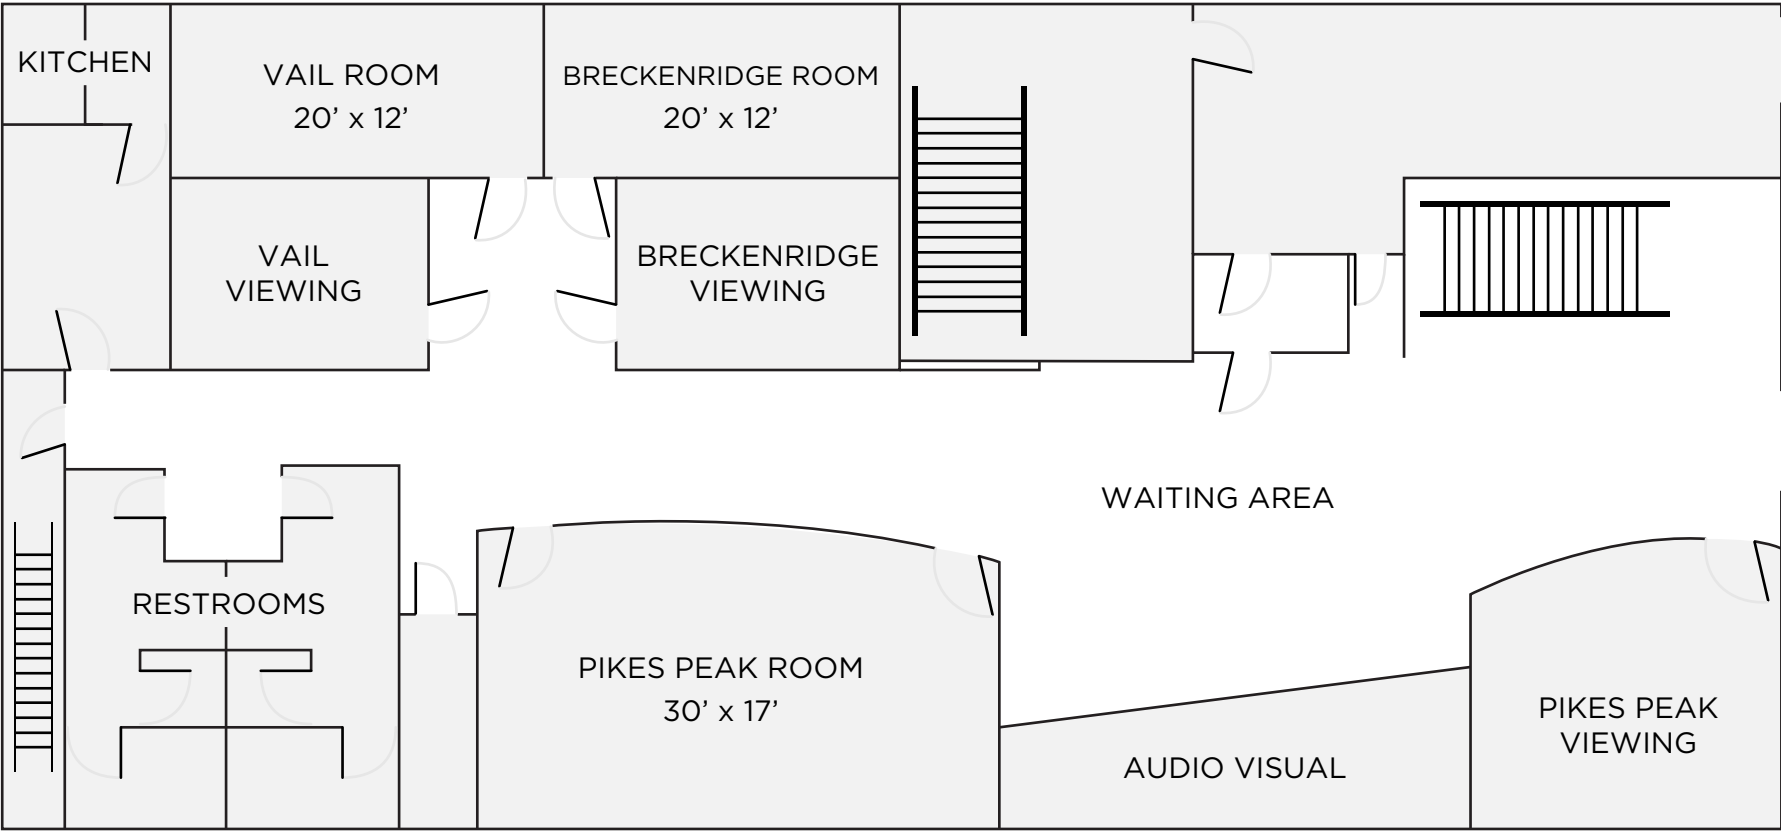 KITCHEN
VAIL ROOM
20’ x 12’
BRECKENRIDGE ROOM
20’ x 12’
VAIL
VIEWING
BRECKENRIDGE
VIEWING
WAITING AREA
RESTROOMS
PIKES PEAK ROOM
30’ x 17’
AUDIO VISUAL
PIKES PEAK
VIEWING